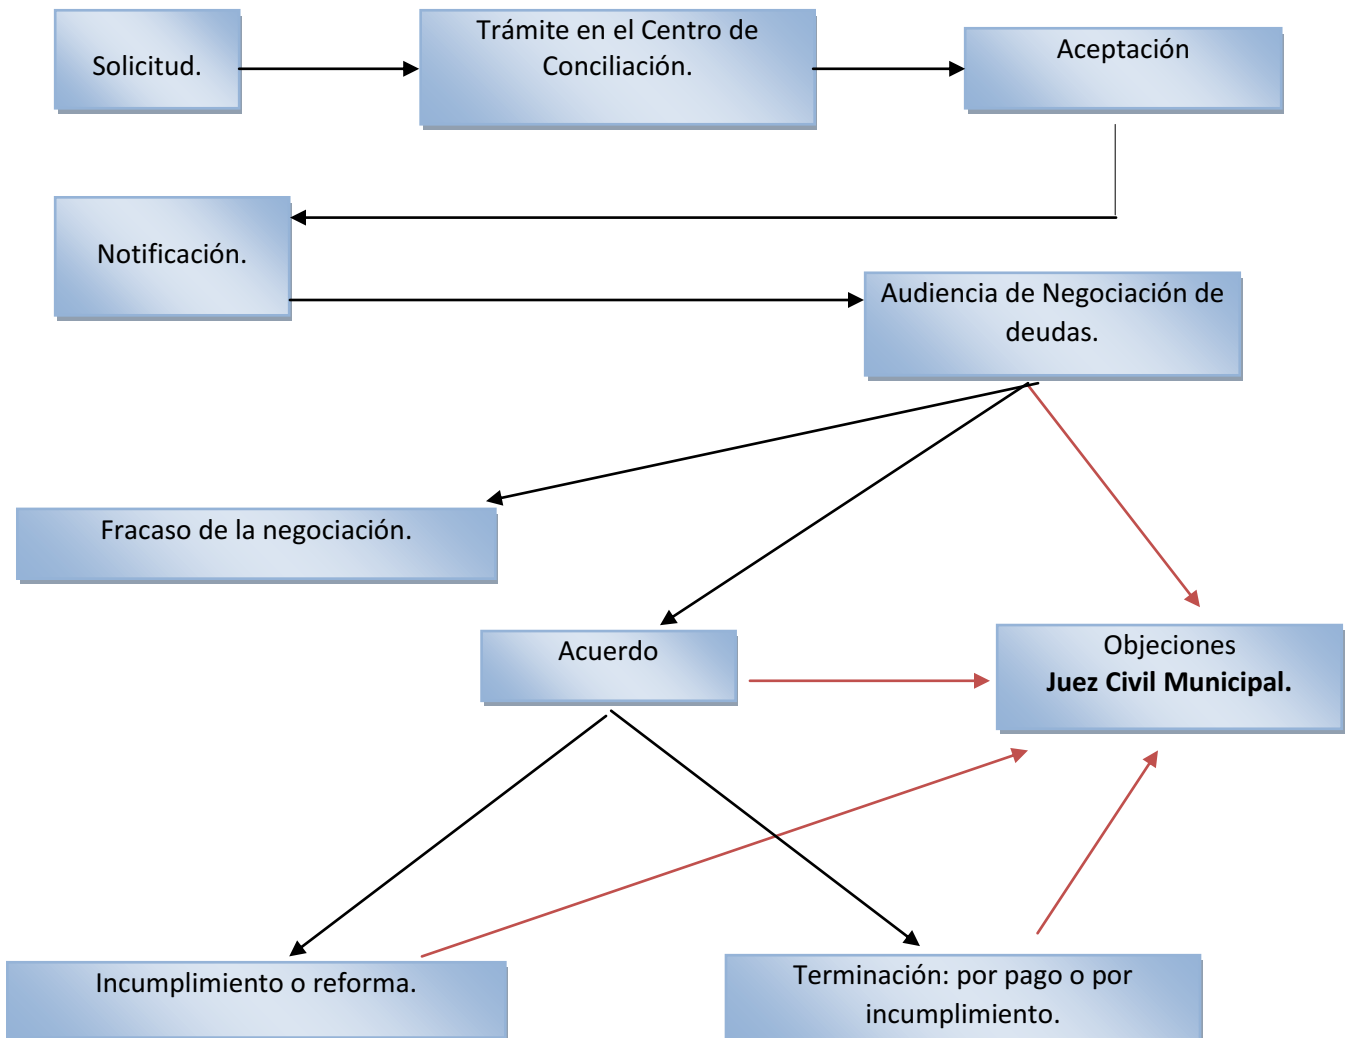 Solicitud.
Trámite en el Centro de
Conciliación.
Aceptación
Notificación.
Audiencia de Negociación de
deudas.
Fracaso de la negociación.
Acuerdo
Objeciones
Juez Civil Municipal.
Incumplimiento o reforma.
Terminación: por pago o por
incumplimiento.